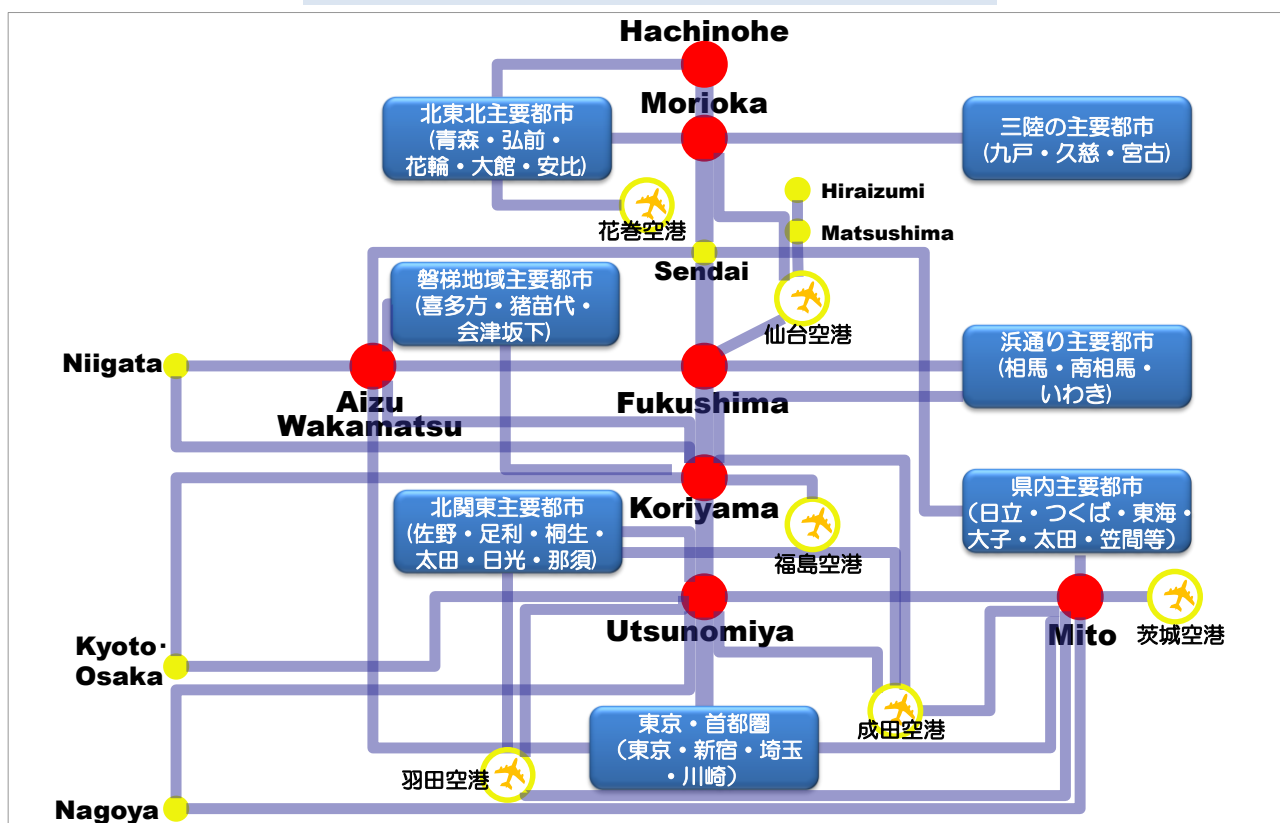 Hachinohe
Morioka
北東北主要都市
(青森・弘前・
花輪・大館・安比)
三陸の主要都市
(九戸・久慈・宮古)
花巻空港
Hiraizumi
Matsushima
Sendai
仙台空港
磐梯地域主要都市
(喜多方・猪苗代・
会津坂下)
Niigata
Aizu
Wakamatsu
Fukushima
浜通り主要都市
(相馬・南相馬・
いわき)
Koriyama
福島空港
北関東主要都市
(佐野・足利・桐生・
太田・日光・那須)
県内主要都市
（日立・つくば・東海・
大子・太田・笠間等）
Utsunomiya
Mito
茨城空港
Kyoto・
Osaka
東京・首都圏
（東京・新宿・埼玉
・川崎）
成田空港
羽田空港
Nagoya